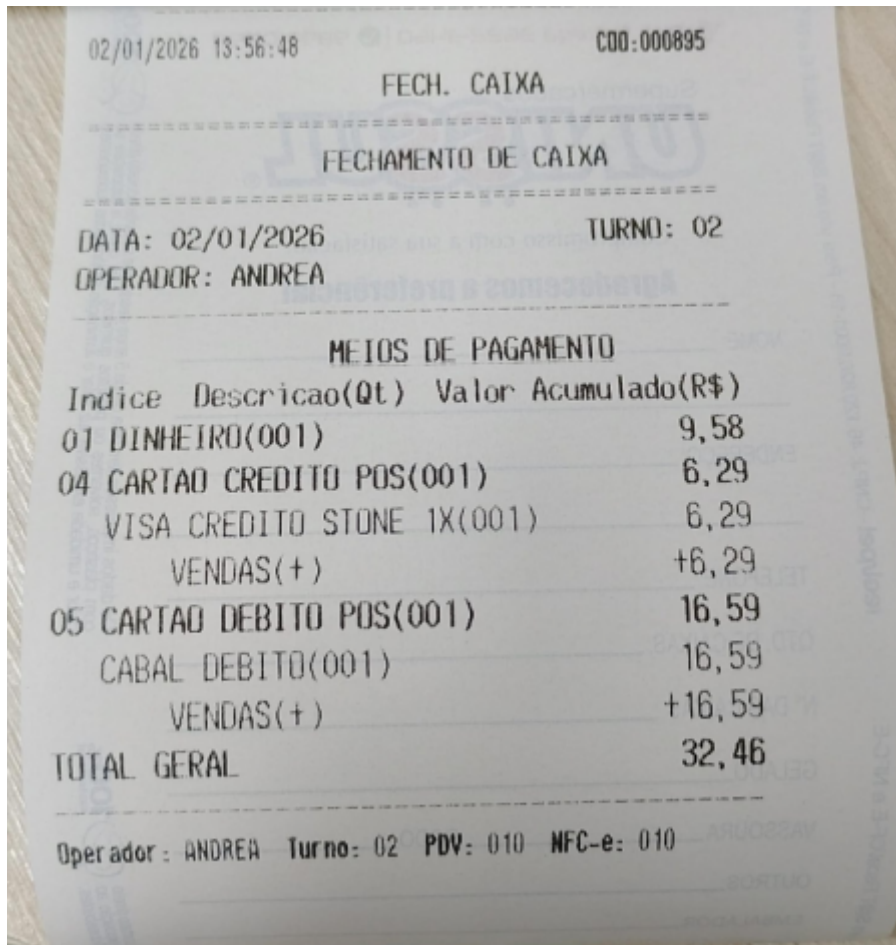 02/01/2026 13:56:48 COO:000895
FECH. CAIXA
FECHAMENTO DE CAIXA
DATA: 02/01/2026 TURNO: 02
OPERADOR: ANDREA
MEIOS DE PAGAMENTO
Indice Descricao(Qt) Valor Acumulado(R$)
01 DINHEIRO(001) 9,58
04 CARTAO CREDITO POS(001) 6,29
VISA CREDITO STONE 1X(001) 6,29
VENDAS(+) +6,29
05 CARTAO DEBITO POS(001) 16,59
CABAL DEBITO(001) 16,59
VENDAS(+) +16,59
TOTAL GERAL 32,46
Operador: ANDREA Turno: 02 PDV: 010 NFC-e: 010